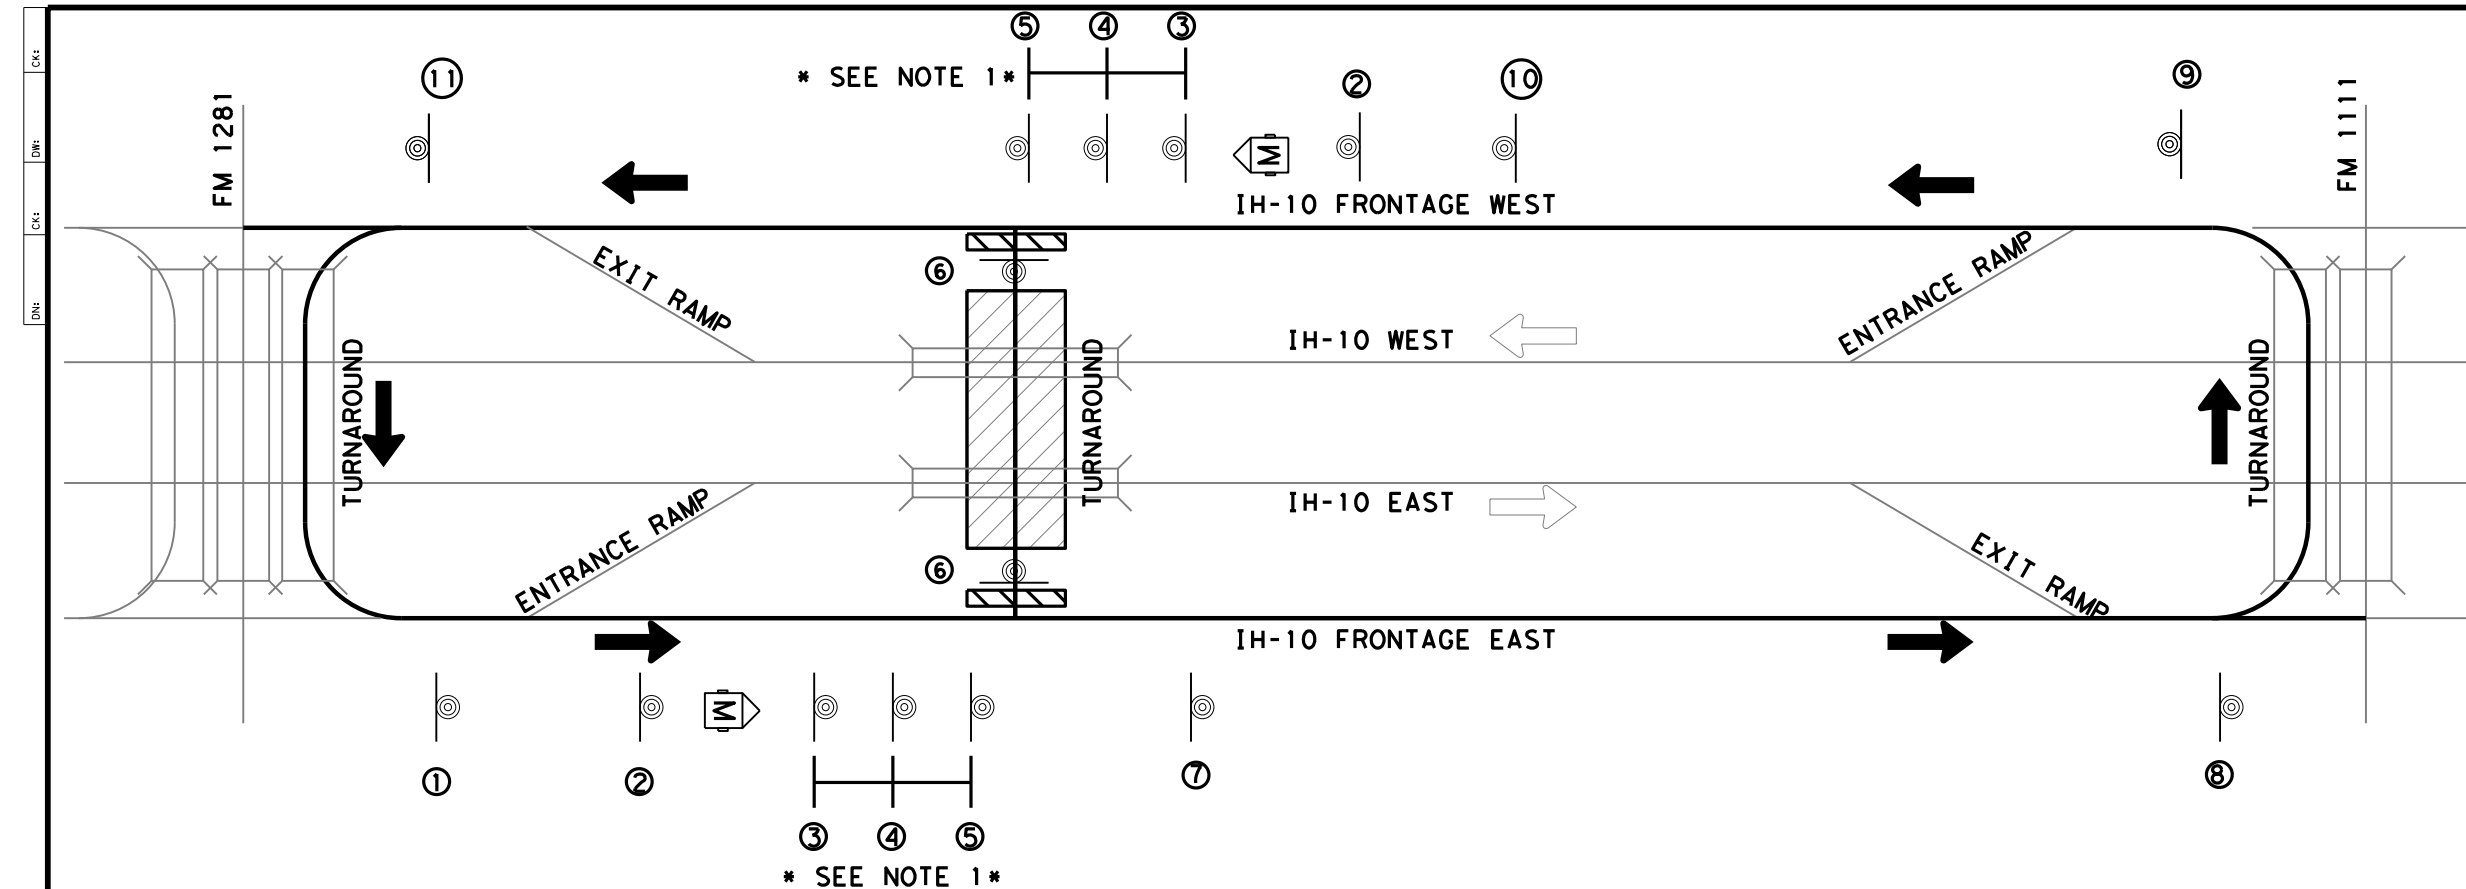 CK:
DW:
CK:
DN:
5 4 3
* SEE NOTE 1*
11
2
10
9
FM 1281
FM 1111
M
IH-10 FRONTAGE WEST
EXIT RAMP
ENTRANCE RAMP
6
IH-10 WEST
TURNAROUND
TURNAROUND
TURNAROUND
IH-10 EAST
ENTRANCE RAMP
EXIT RAMP
6
IH-10 FRONTAGE EAST
M
1
2
7
8
3 4 5
* SEE NOTE 1*